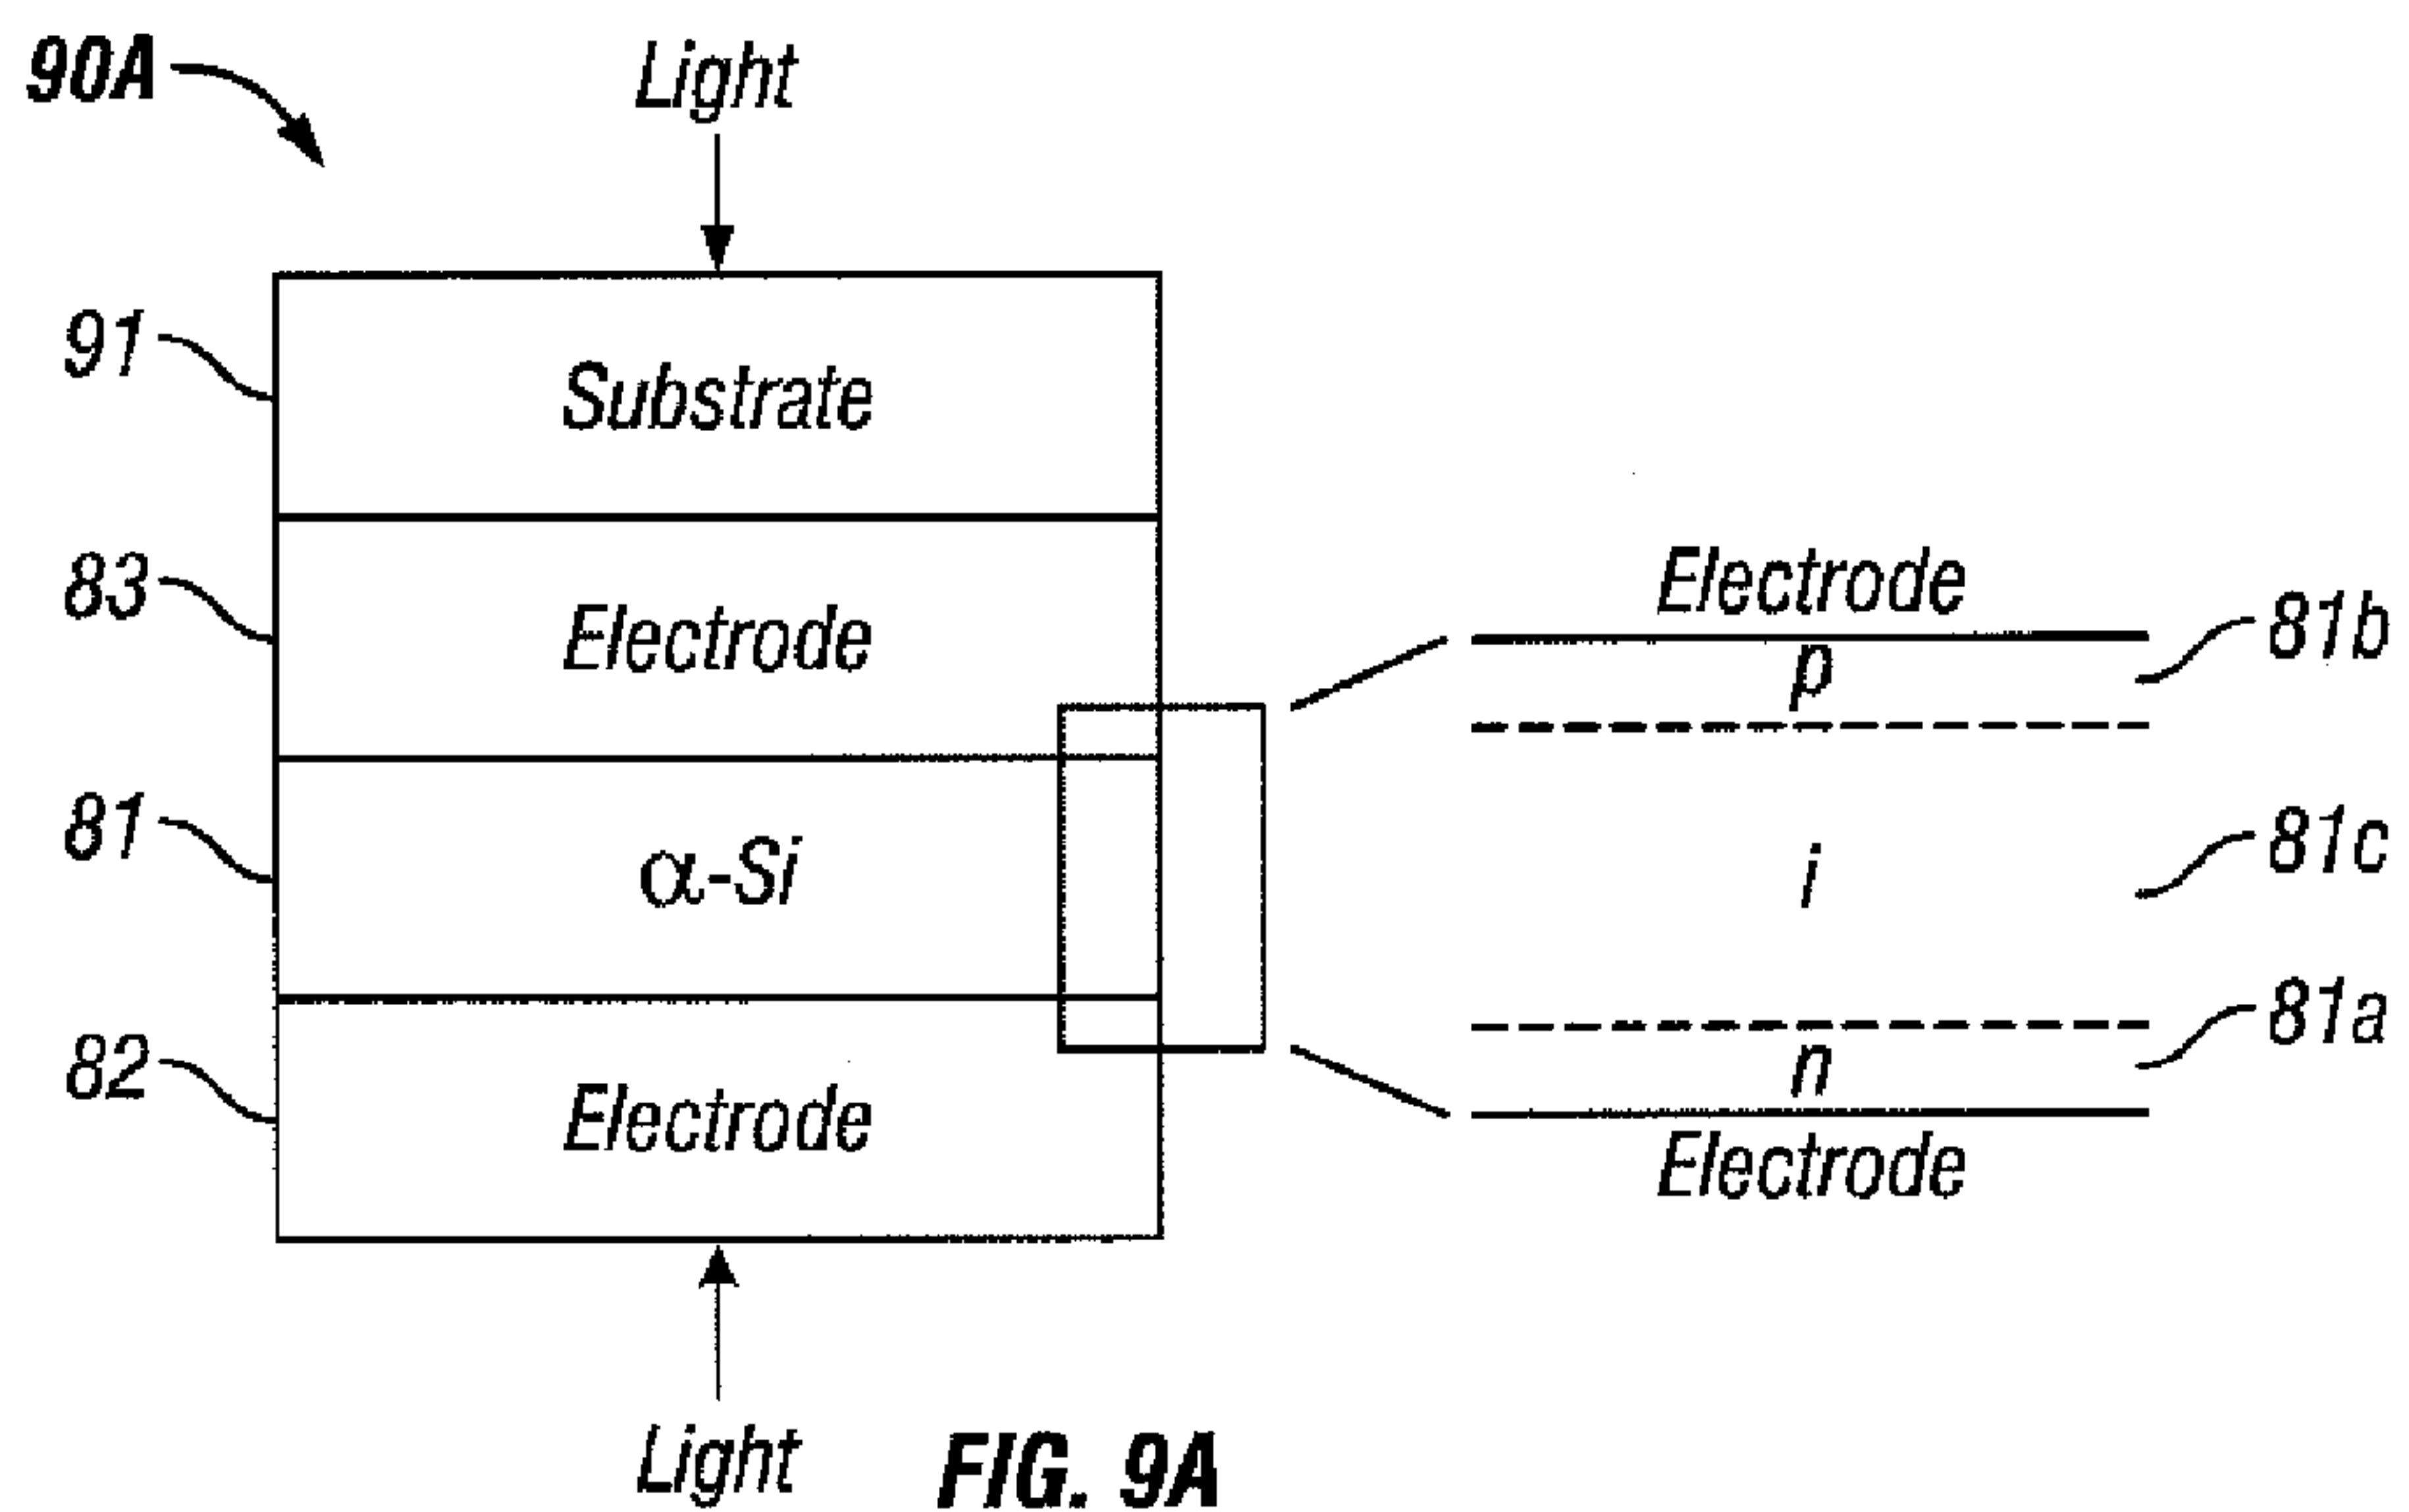 90A
Light
91
Substrate
83
Electrode
81
α-Si
82
Electrode
Light
Electrode
p
81b
i
81c
n
81a
Electrode
FIG. 9A